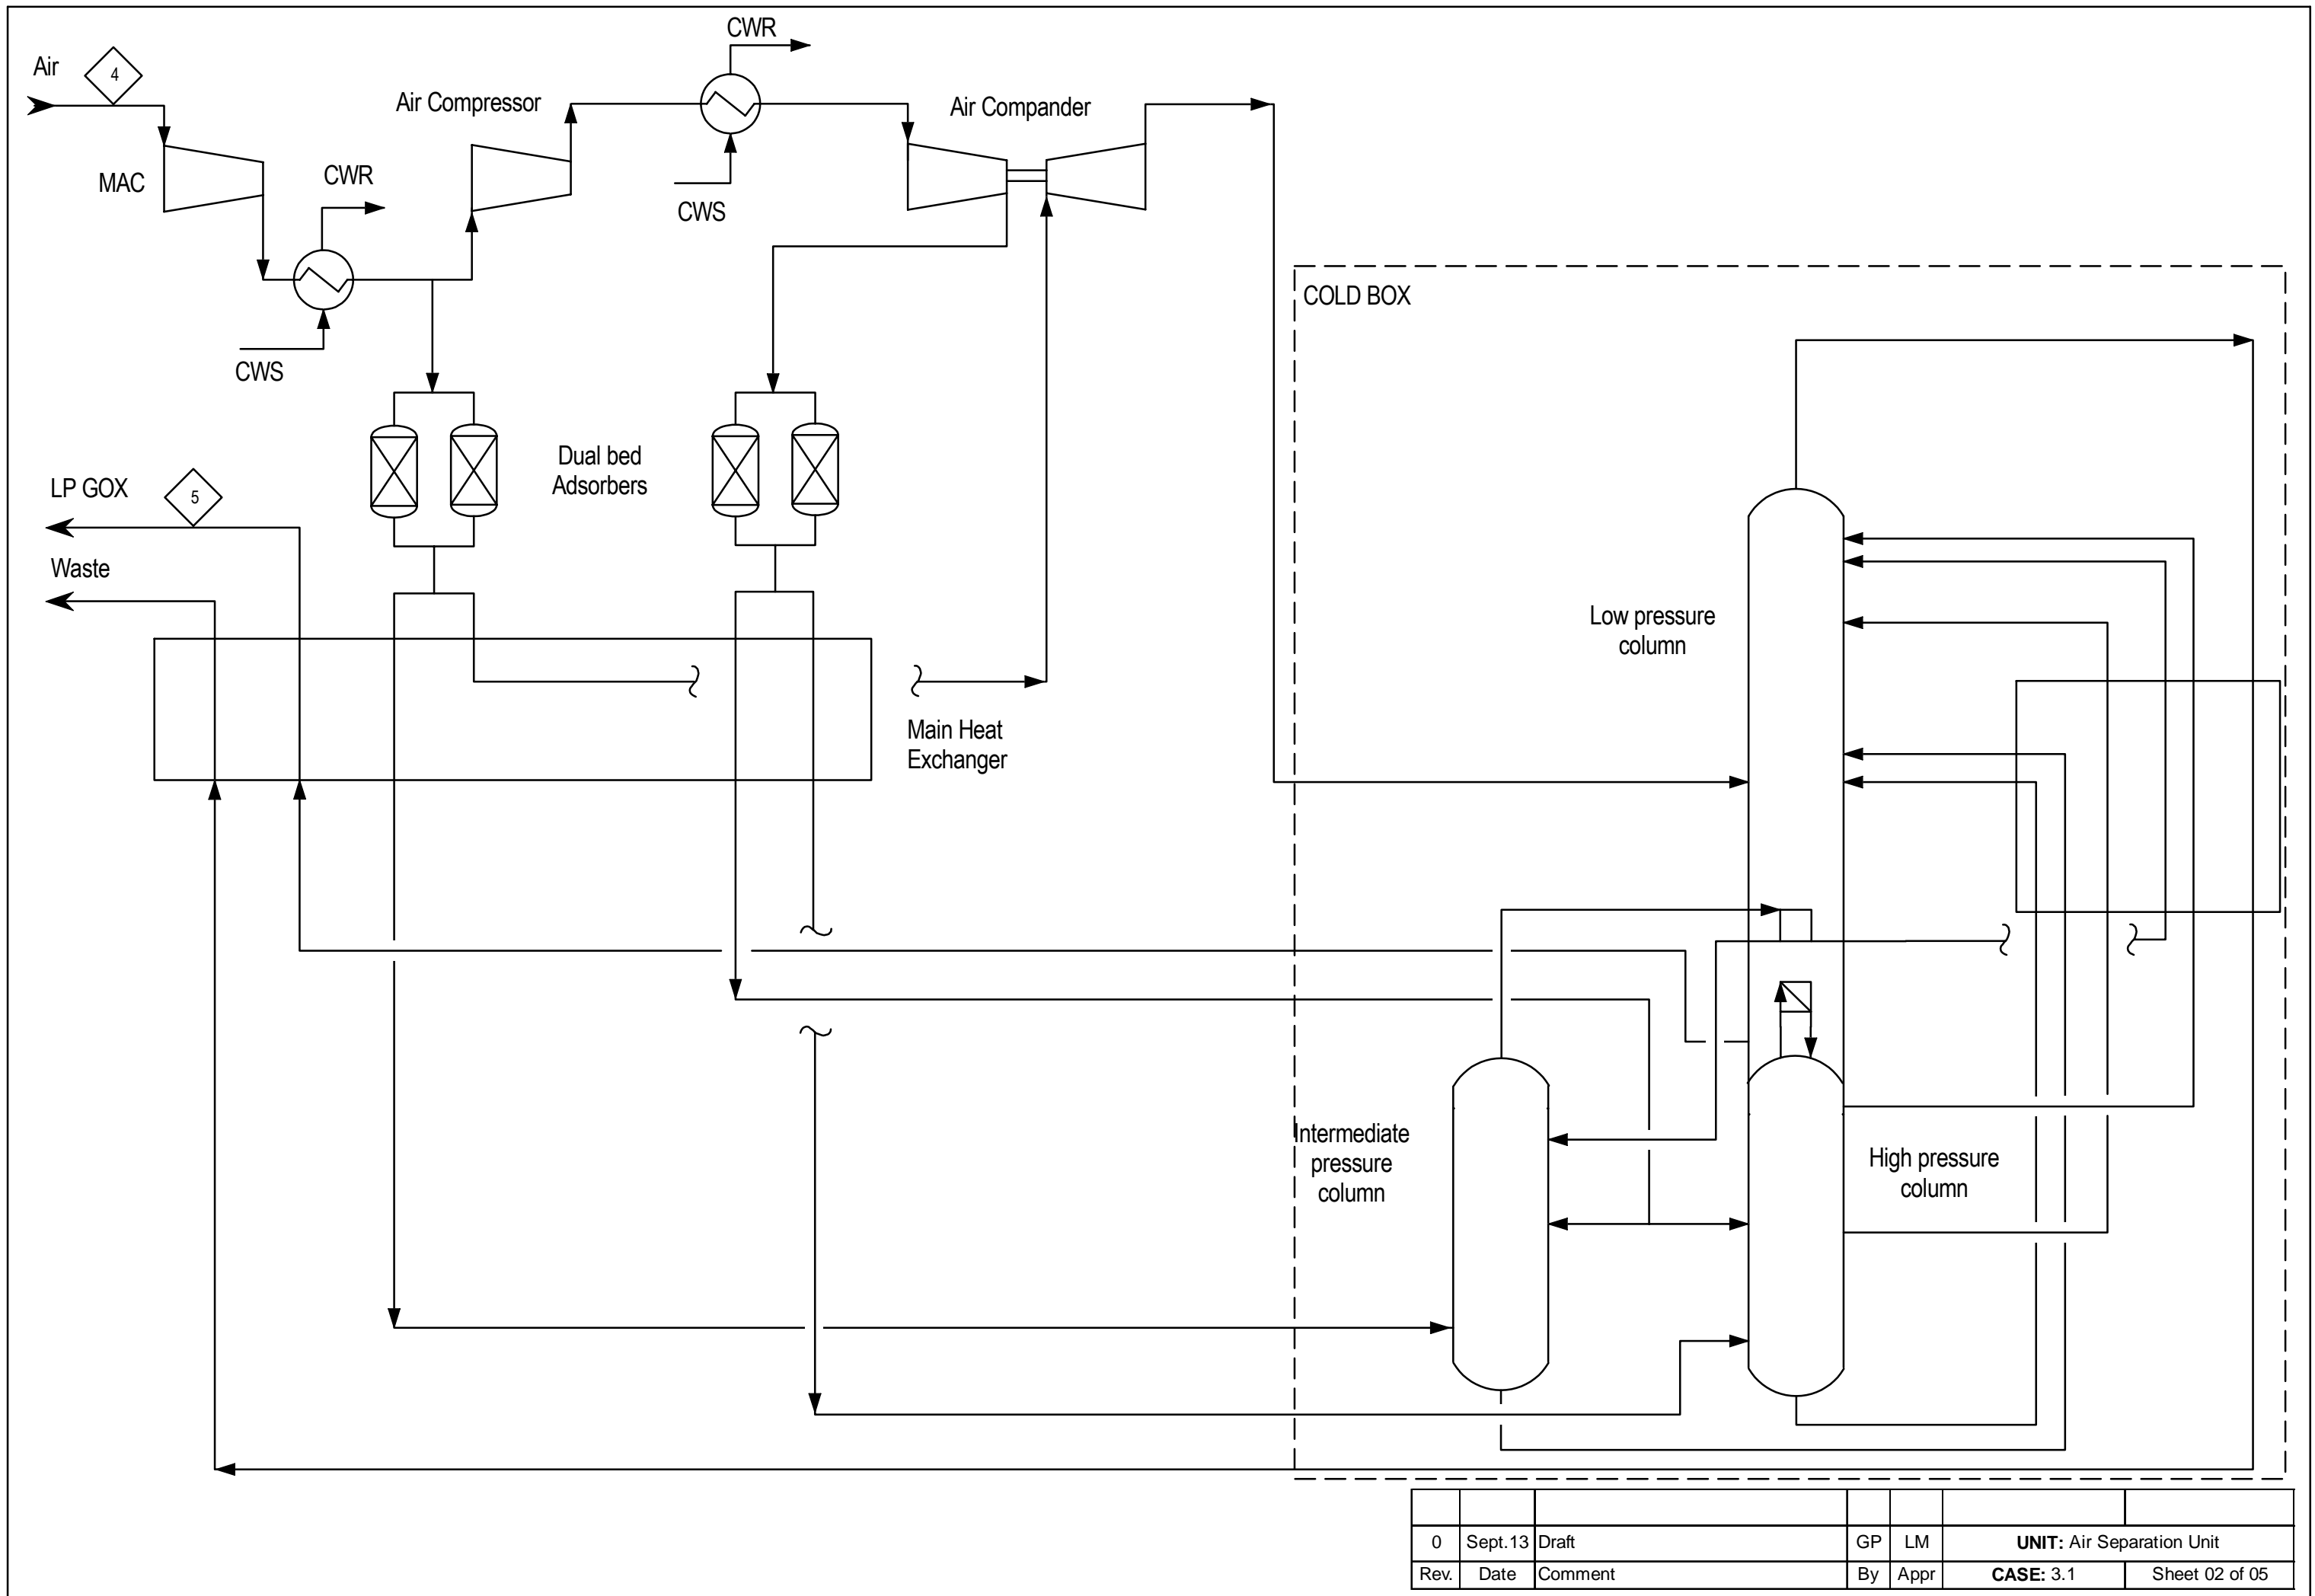 CWR
Air
4
Air Compressor
Air Compander
MAC
CWR
CWS
CWS
COLD BOX
Dual bed
Adsorbers
LP GOX
5
Waste
Low pressure
column
Main Heat
Exchanger
Intermediate
pressure
column
High pressure
column
0 Sept.13 Draft GP LM UNIT: Air Separation Unit
Rev. Date Comment By Appr CASE: 3.1 Sheet 02 of 05